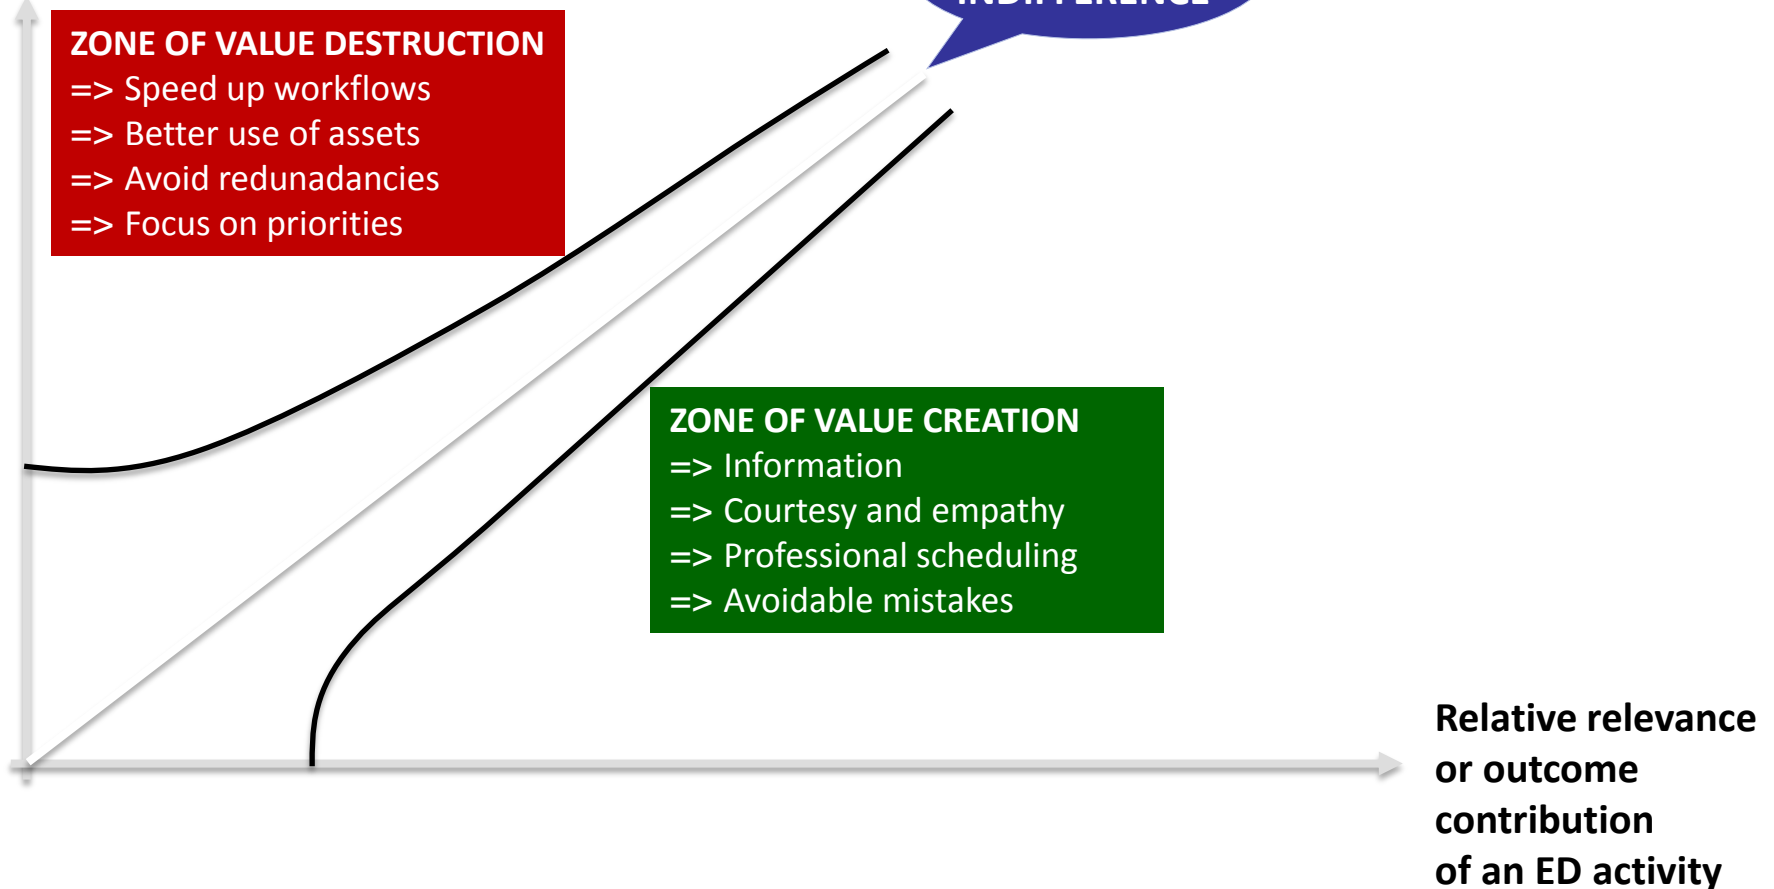 INDIFFERENCE
ZONE OF VALUE DESTRUCTION
=> Speed up workflows
=> Better use of assets
=> Avoid redunadancies
=> Focus on priorities
ZONE OF VALUE CREATION
=> Information
=> Courtesy and empathy
=> Professional scheduling
=> Avoidable mistakes
Relative relevance
or outcome
contribution
of an ED activity